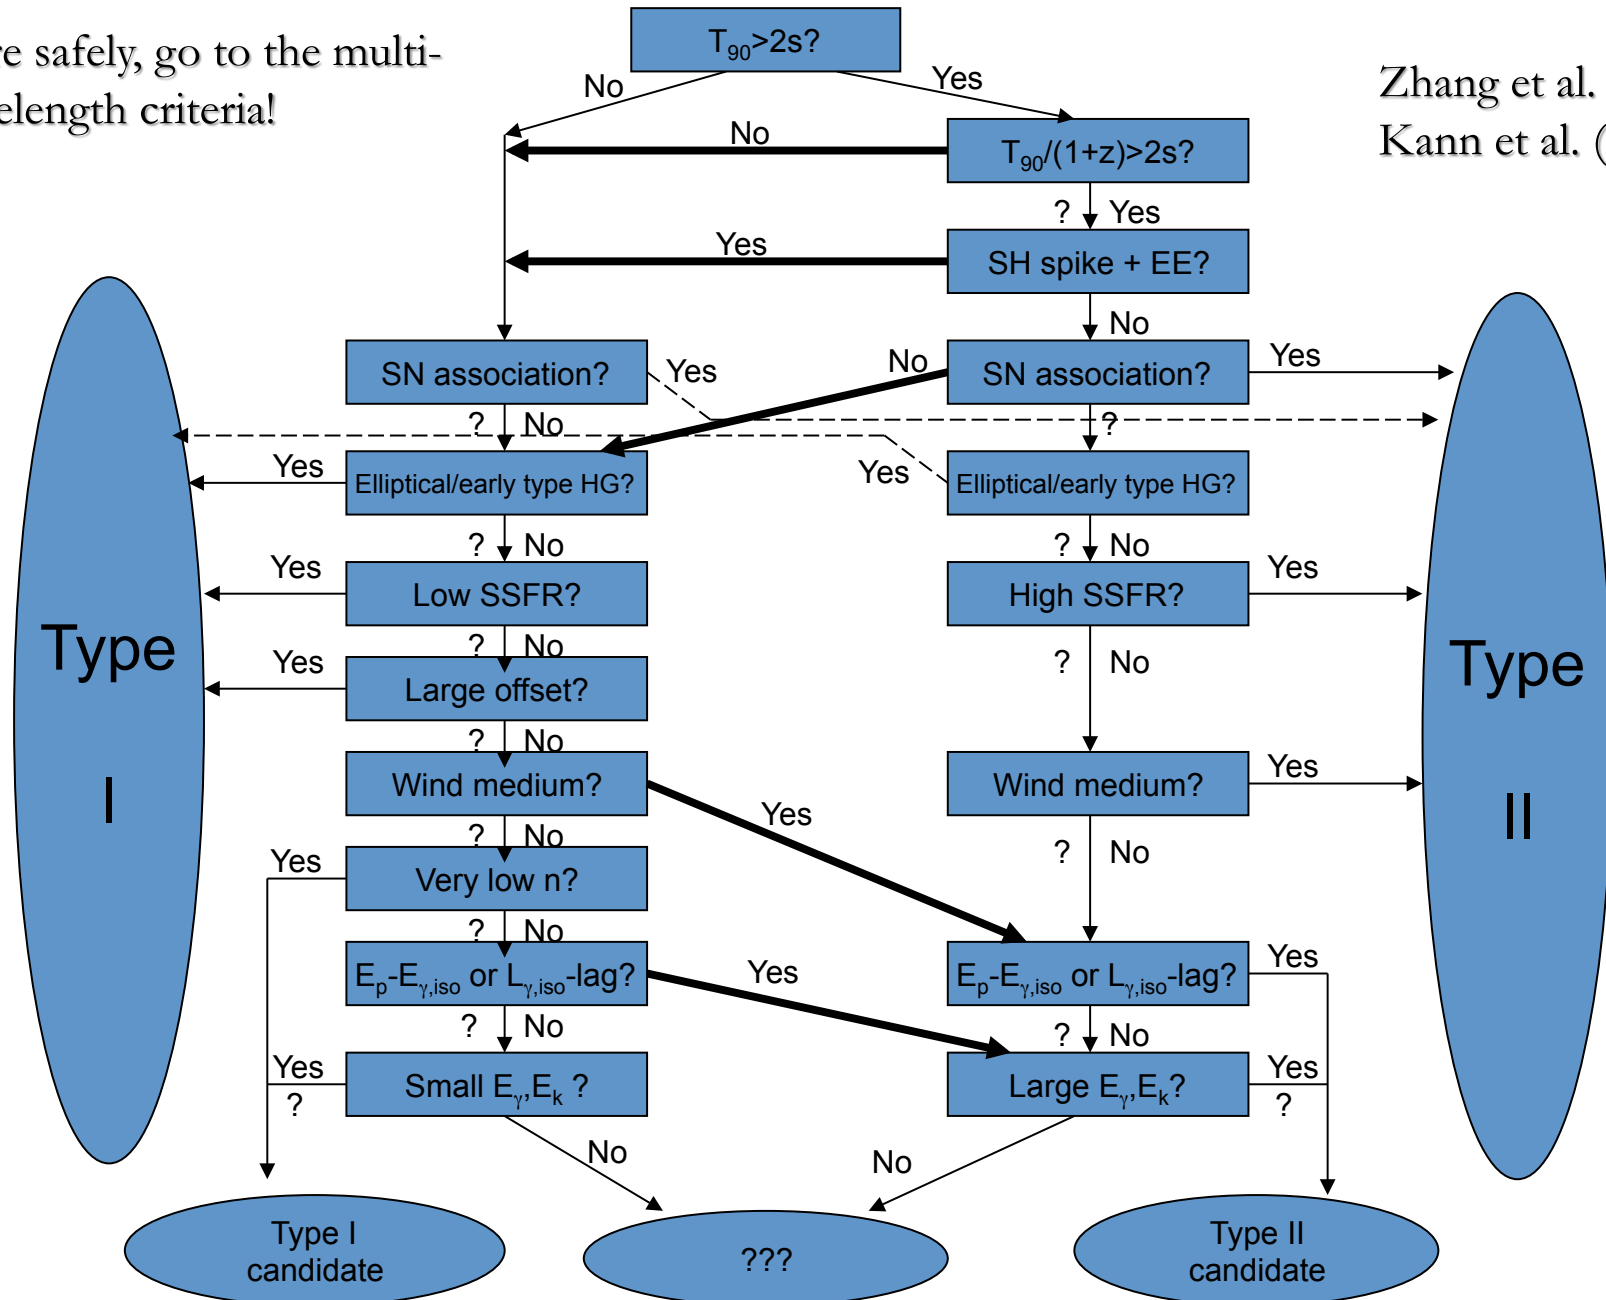 re safely, go to the multi-
elength criteria!
Zhang et al.
Kann et al. (
T90>2s?
No
Yes
No
T90/(1+z)>2s?
? Yes
Yes
SH spike + EE?
No
SN association?
Yes
No
SN association?
Yes
? No
?
Yes
Elliptical/early type HG?
Yes
Elliptical/early type HG?
? No
? No
Yes
Low SSFR?
High SSFR?
Yes
? No
? No
Yes
Large offset?
? No
Wind medium?
Yes
Wind medium?
Yes
? No
? No
Yes
Very low n?
? No
Ep-Eγ,iso or Lγ,iso-lag?
Yes
Ep-Eγ,iso or Lγ,iso-lag?
Yes
? No
? No
Yes
?
Small Eγ,Ek ?
Large Eγ,Ek?
Yes
?
No
No
Type
I
Type
II
Type I
candidate
???
Type II
candidate